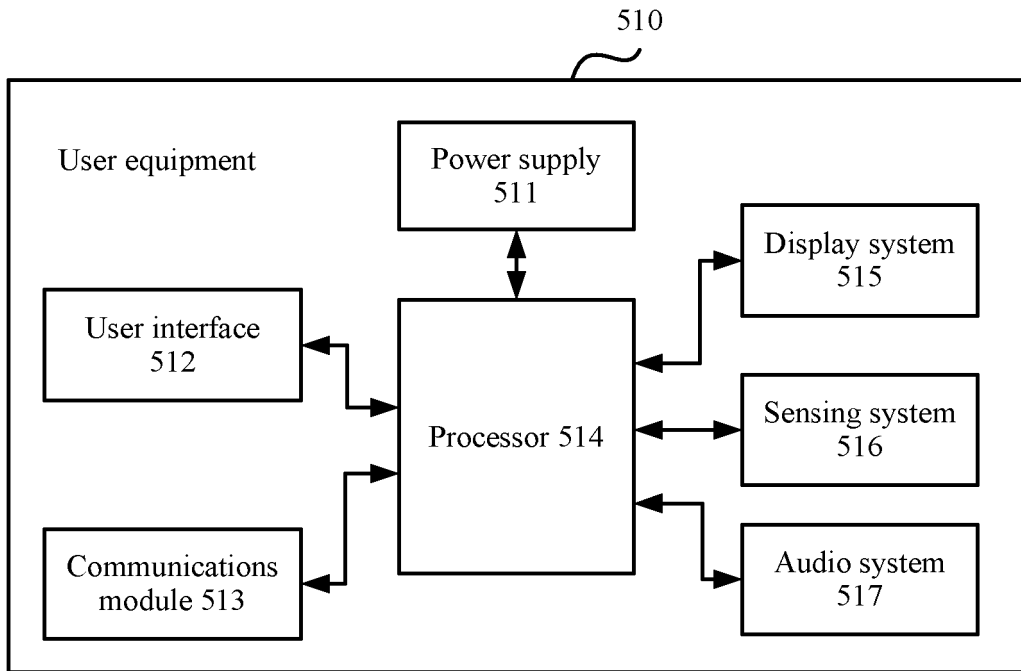 510
User equipment
Power supply
511
User interface
512
Communications
module 513
Processor 514
Display system
515
Sensing system
516
Audio system
517